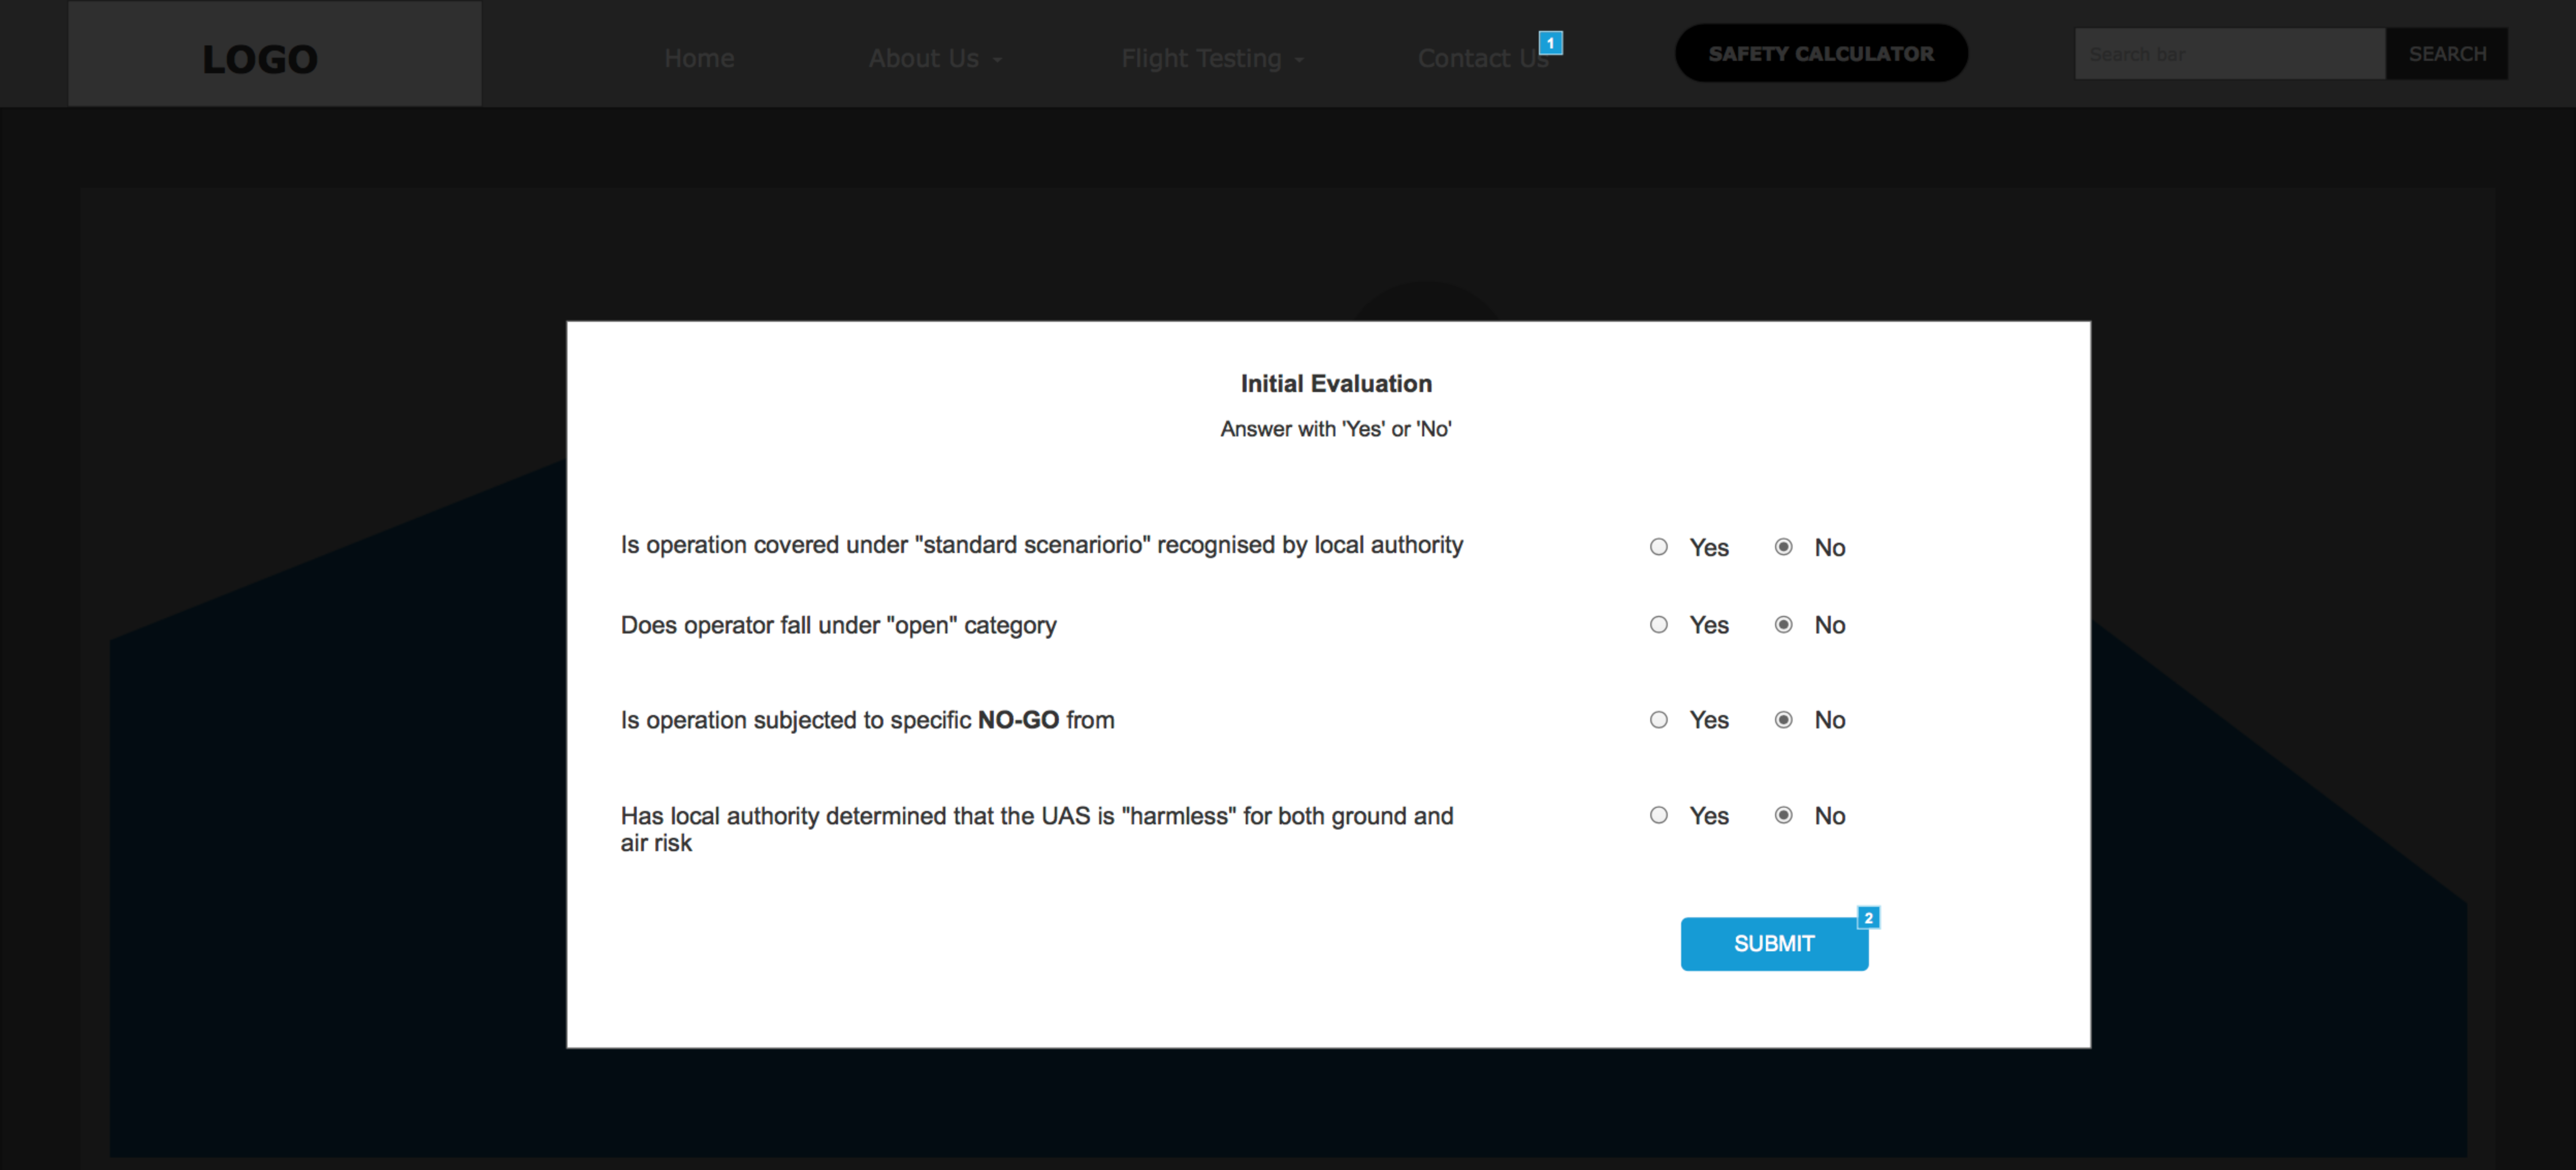 LOGO
Home
About Us
Flight Testing
Contact Us
1
SAFETY CALCULATOR
Search bar
SEARCH
Initial Evaluation
Answer with 'Yes' or 'No'
Is operation covered under "standard scenariorio" recognised by local authority
Yes No
Does operator fall under "open" category
Yes No
Is operation subjected to specific NO-GO from
Yes No
Has local authority determined that the UAS is "harmless" for both ground and
air risk
Yes No
SUBMIT
2